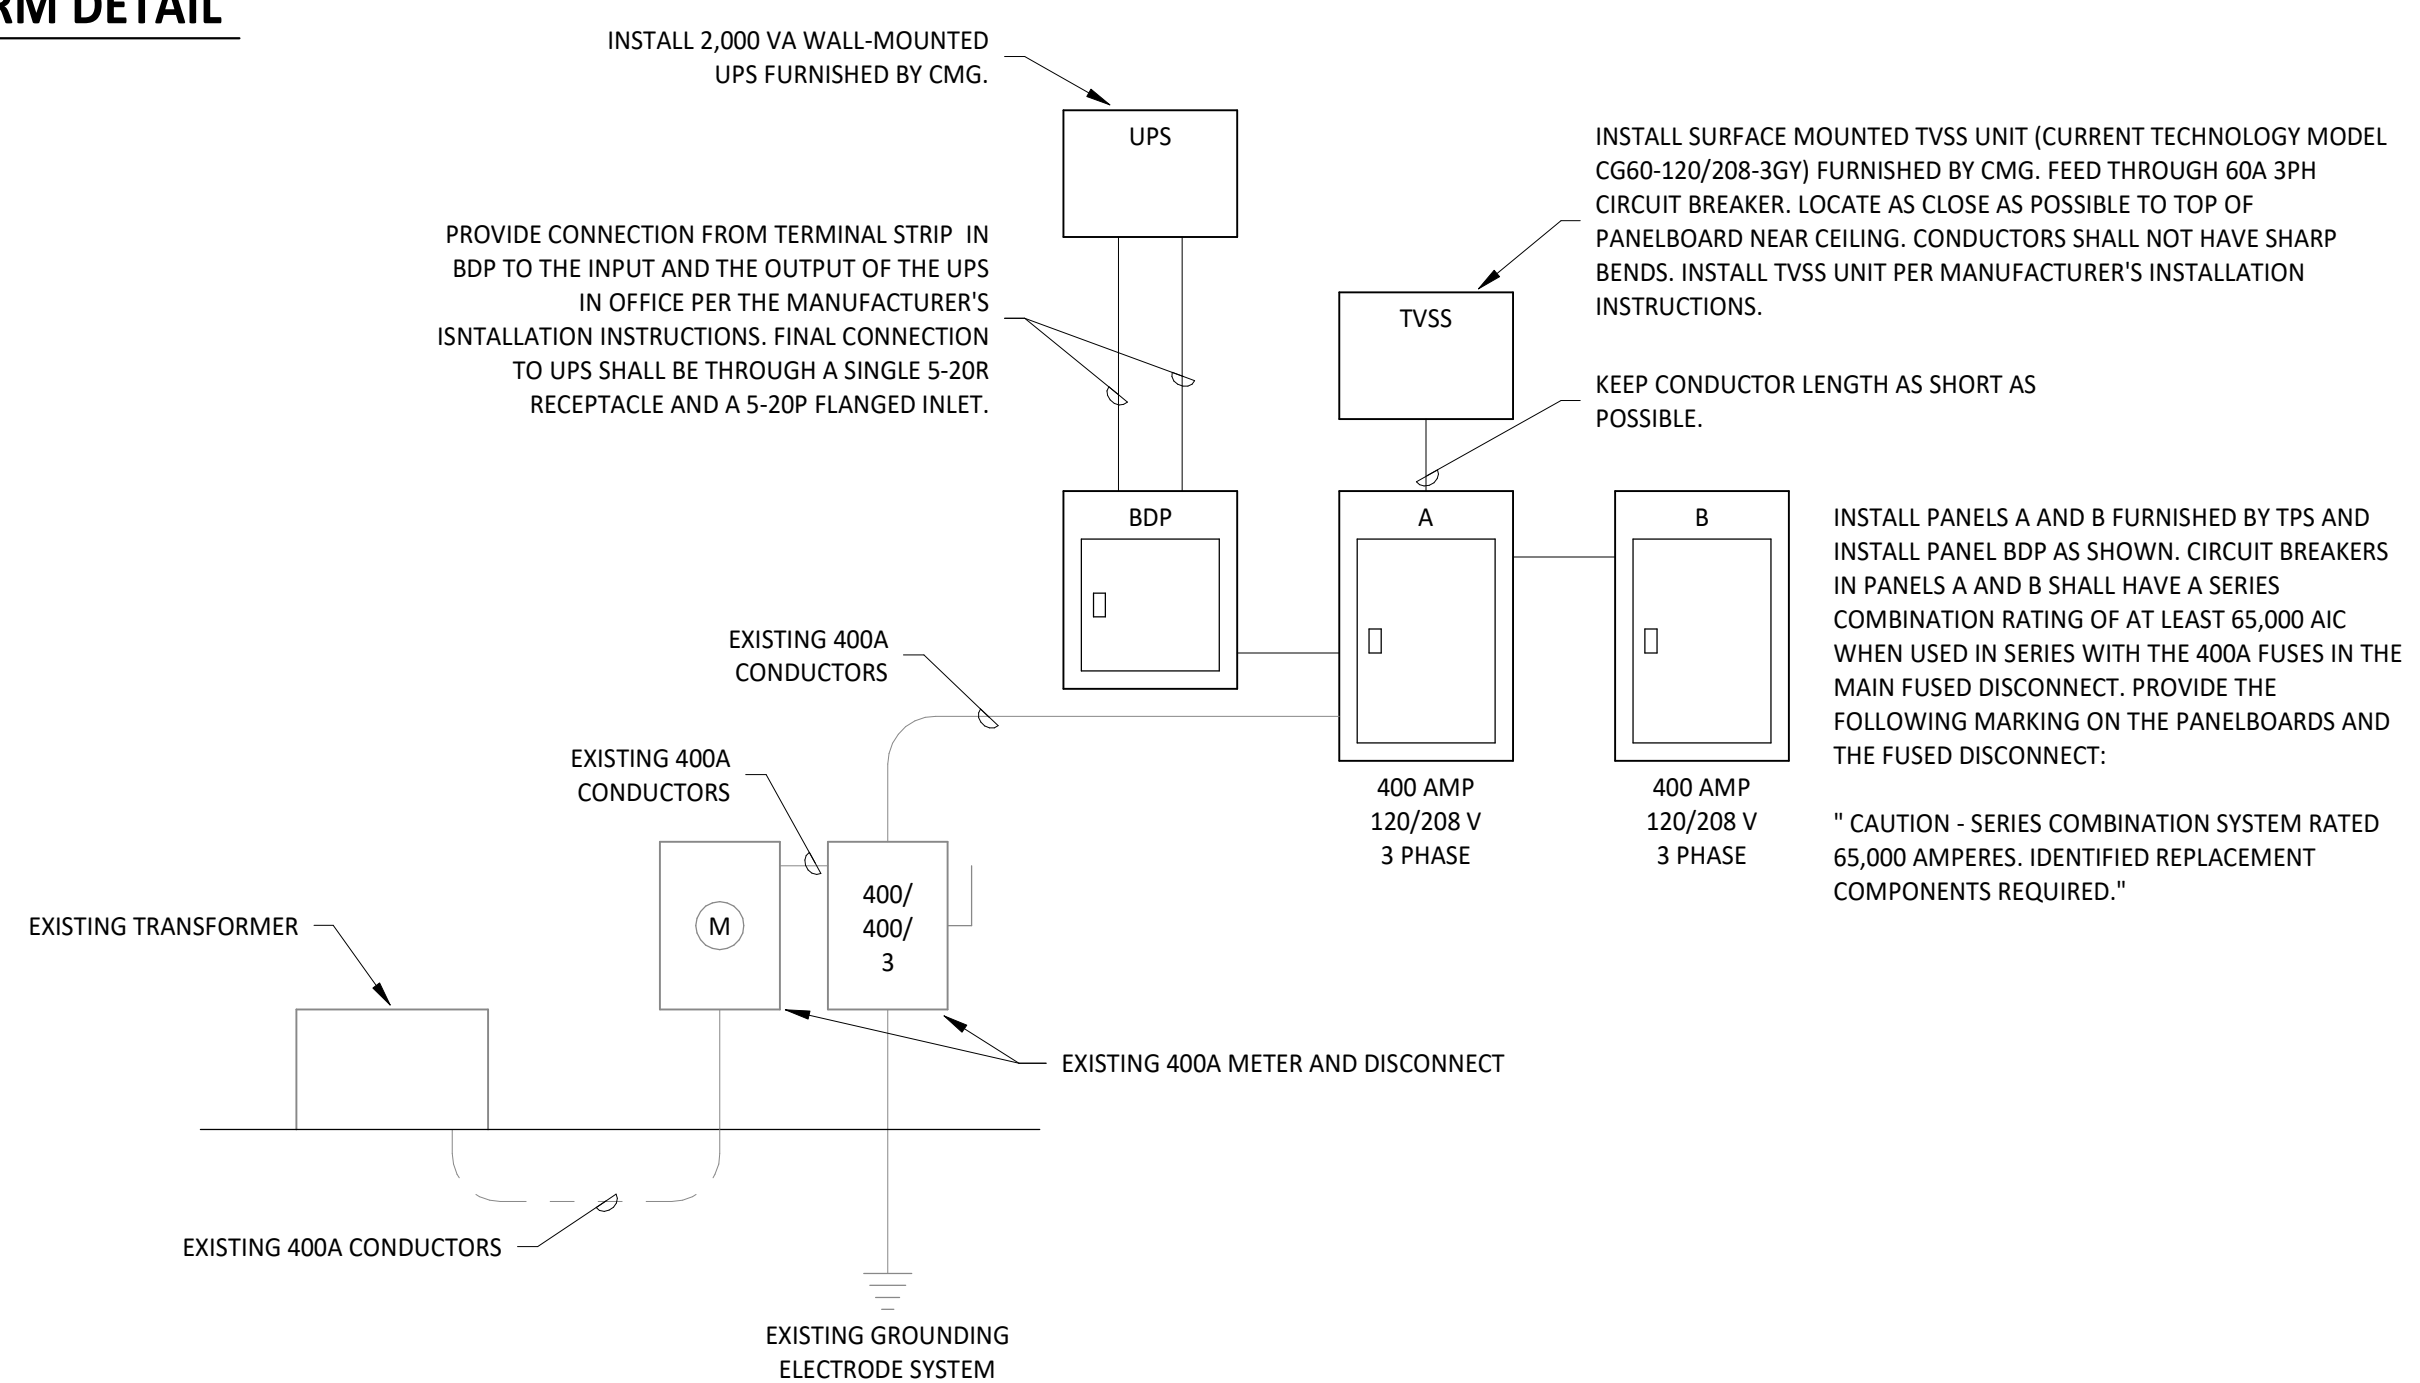 RM DETAIL
INSTALL 2,000 VA WALL-MOUNTED
UPS FURNISHED BY CMG.
UPS
INSTALL SURFACE MOUNTED TVSS UNIT (CURRENT TECHNOLOGY MODEL
CG60-120/208-3GY) FURNISHED BY CMG. FEED THROUGH 60A 3PH
CIRCUIT BREAKER. LOCATE AS CLOSE AS POSSIBLE TO TOP OF
PANELBOARD NEAR CEILING. CONDUCTORS SHALL NOT HAVE SHARP
BENDS. INSTALL TVSS UNIT PER MANUFACTURER'S INSTALLATION
INSTRUCTIONS.
PROVIDE CONNECTION FROM TERMINAL STRIP IN
BDP TO THE INPUT AND THE OUTPUT OF THE UPS
IN OFFICE PER THE MANUFACTURER'S
ISNTALLATION INSTRUCTIONS. FINAL CONNECTION
TO UPS SHALL BE THROUGH A SINGLE 5-20R
RECEPTACLE AND A 5-20P FLANGED INLET.
TVSS
KEEP CONDUCTOR LENGTH AS SHORT AS
POSSIBLE.
BDP
A
B
INSTALL PANELS A AND B FURNISHED BY TPS AND
INSTALL PANEL BDP AS SHOWN. CIRCUIT BREAKERS
IN PANELS A AND B SHALL HAVE A SERIES
COMBINATION RATING OF AT LEAST 65,000 AIC
WHEN USED IN SERIES WITH THE 400A FUSES IN THE
MAIN FUSED DISCONNECT. PROVIDE THE
FOLLOWING MARKING ON THE PANELBOARDS AND
THE FUSED DISCONNECT:
" CAUTION - SERIES COMBINATION SYSTEM RATED
65,000 AMPERES. IDENTIFIED REPLACEMENT
COMPONENTS REQUIRED."
EXISTING 400A
CONDUCTORS
EXISTING 400A
CONDUCTORS
400 AMP
120/208 V
3 PHASE
400 AMP
120/208 V
3 PHASE
M
400/
400/
3
EXISTING TRANSFORMER
EXISTING 400A METER AND DISCONNECT
EXISTING 400A CONDUCTORS
EXISTING GROUNDING
ELECTRODE SYSTEM